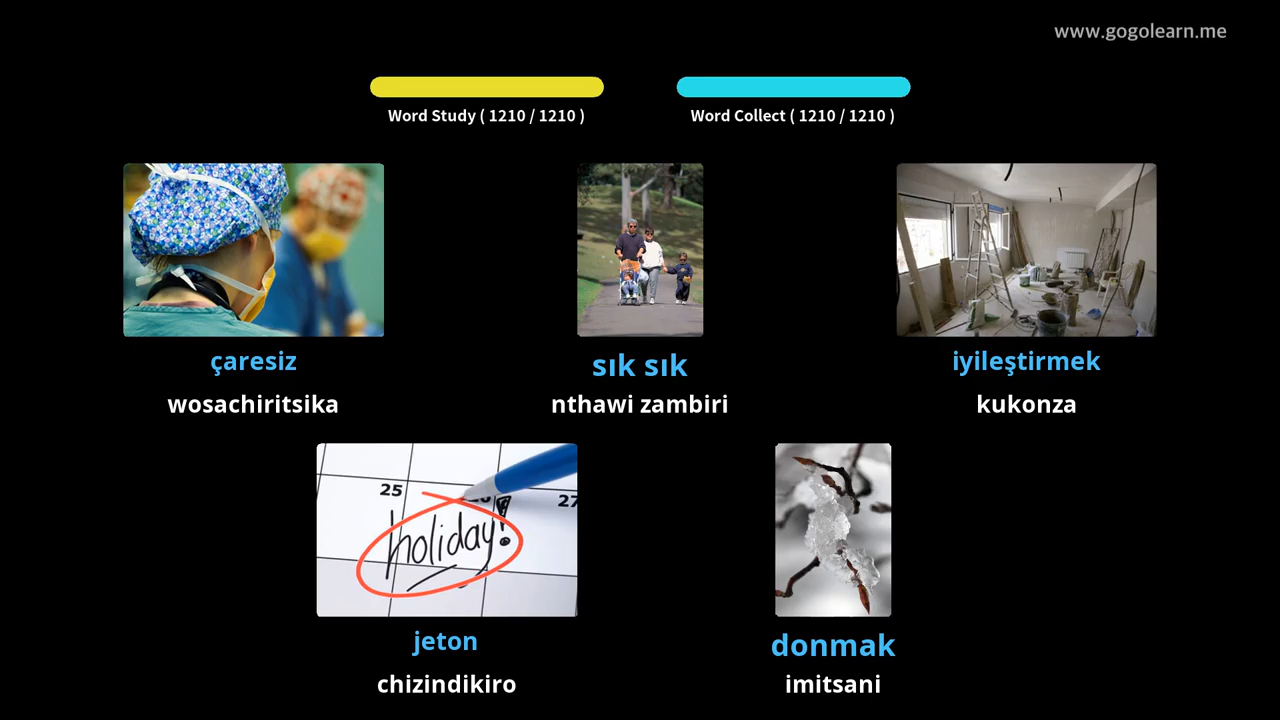 www.gogolearn.me
Word Study ( 1210 / 1210 )
Word Collect ( 1210 / 1210 )
çaresiz
sık sık
iyileştirmek
wosachiritsika
nthawi zambiri
kukonza
25
27
holiday!
jeton
donmak
chizindikiro
imitsani